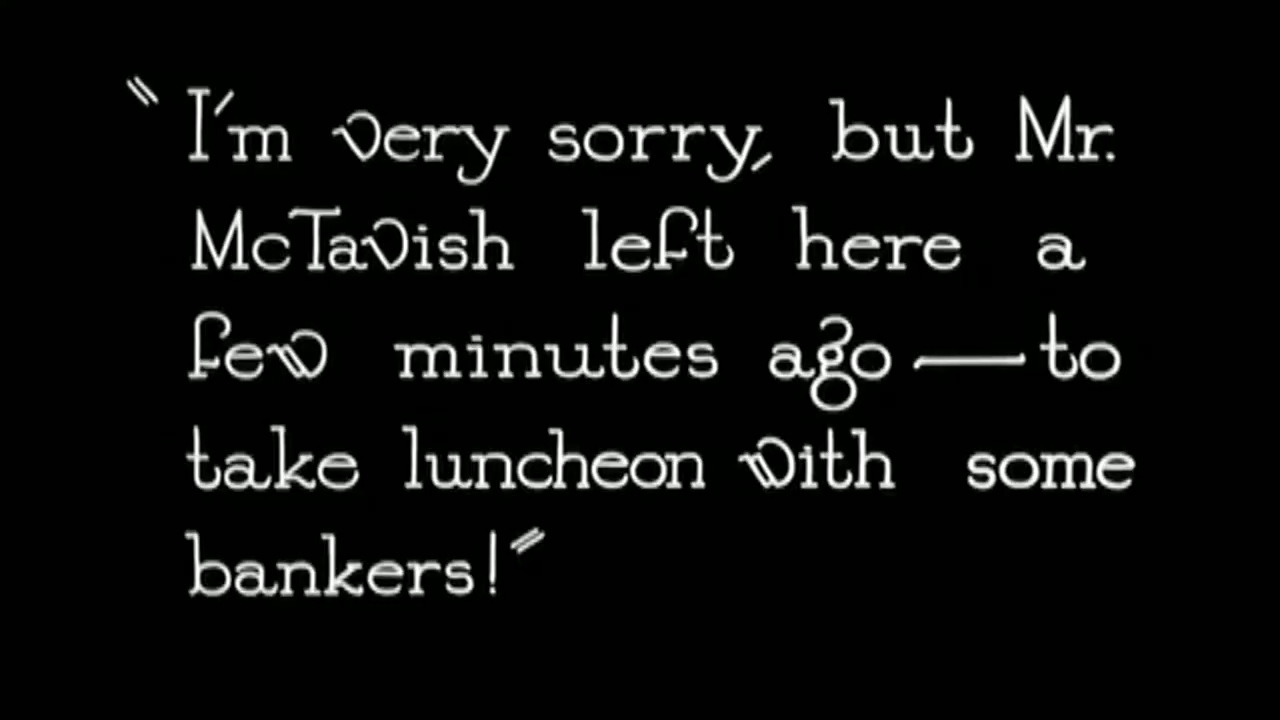 "I'm very sorry, but Mr.
McTavish left here a
few minutes ago—to
take luncheon with some
bankers!"